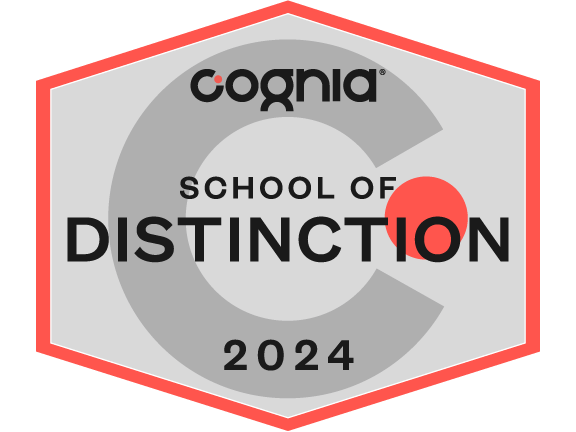 cognia®
SCHOOL OF
DISTINCTION
2024